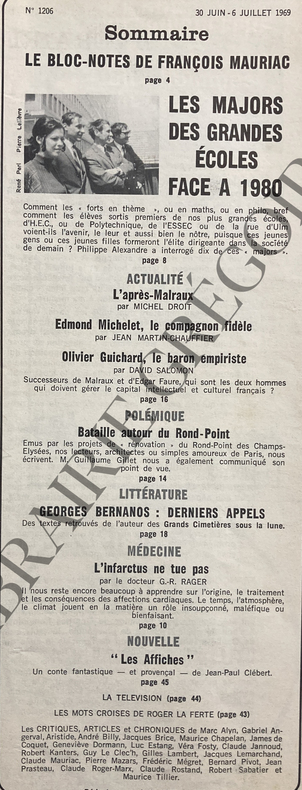 N° 1206
30 JUIN - 6 JUILLET 1969
Sommaire
LE BLOC-NOTES DE FRANÇOIS MAURIAC
page 4
René Pari Pierre Lelièvre
LES MAJORS
DES GRANDES
ÉCOLES
FACE A 1980
Comment les « forts en thème », ou en maths, ou en philo, bref
comment les élèves sortis premiers de nos plus grandes écoles,
d'H.E.C., ou de Polytechnique, de l'ESSEC ou de la rue d'Ulm
voient-ils l'avenir, le leur et aussi bien le nôtre, puisque ces jeunes
gens ou ces jeunes filles formeront l'élite dirigeante de la société
de demain ? Philippe Alexandre a interrogé dix de ces « majors ».
page 8
ACTUALITÉ
L'après-Malraux
par MICHEL DROIT
Edmond Michelet, le compagnon fidèle
par JEAN MARTIN-CHAUFFIER
Olivier Guichard, le baron empiriste
par DAVID SALOMON
Successeurs de Malraux et d'Edgar Faure, qui sont les deux hommes
qui doivent gérer le capital intellectuel et culturel français ?
page 16
POLÉMIQUE
Bataille autour du Rond-Point
Emus par les projets de « rénovation » du Rond-Point des Champs-
Elysées, nos lecteurs, architectes ou simples amoureux de Paris, nous
écrivent. M. Guillaume Gillet nous a également communiqué son
point de vue.
page 14
LITTÉRATURE
GEORGES BERNANOS : DERNIERS APPELS
Des textes retrouvés de l'auteur des Grands Cimetières sous la lune.
page 18
MÉDECINE
L'infarctus ne tue pas
par le docteur G.-R. RAGER
Il nous reste encore beaucoup à apprendre sur l'origine, le traitement
et les conséquences des affections cardiaques. Le temps, l'atmosphère,
le climat jouent en la matière un rôle insoupçonné, maléfique ou
bienfaisant.
page 10
NOUVELLE
“ Les Affiches ”
Un conte fantastique — et provençal — de Jean-Paul Clébert.
page 45
LA TELEVISION (page 44)
LES MOTS CROISES DE ROGER LA FERTE (page 43)
Les CRITIQUES, ARTICLES et CHRONIQUES de Marc Alyn, Gabriel An-
gerval, Aristide, André Billy, Jacques Brice, Maurice Chapelan, James de
Coquet, Geneviève Dormann, Luc Estang, Véra Fosty, Claude Jannoud,
Robert Kanters, Guy Le Clec'h, Gilles Lambert, Jacques Lemarchand,
Claude Mauriac, Pierre Mazars, Frédéric Mégret, Bernard Pivot, Jean
Prasteau, Claude Roger-Marx, Claude Rostand, Robert Sabatier et
Maurice Tillier.
LIBRAIRIE GRÉGOIRE